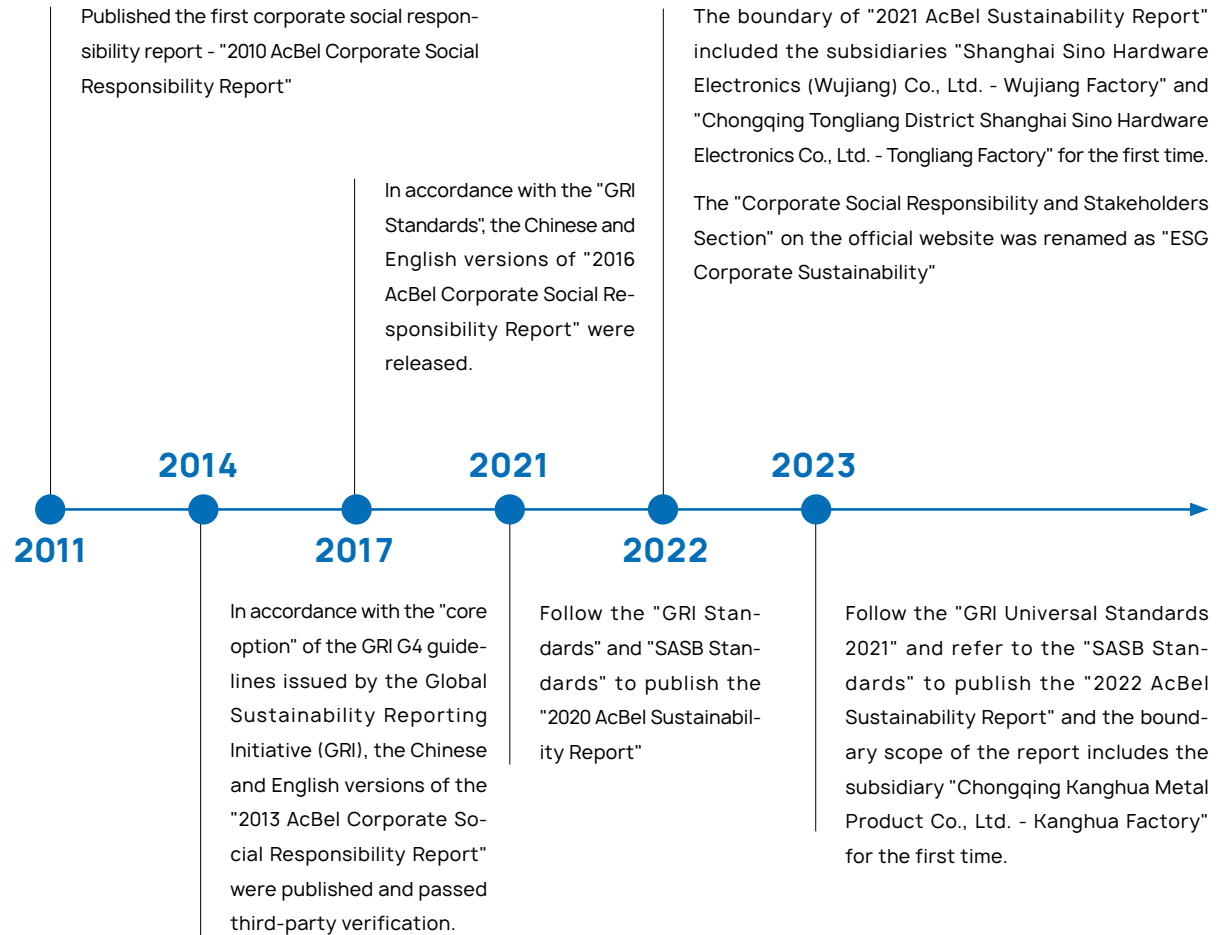 Published the first corporate social respon-
sibility report - "2010 AcBel Corporate Social
Responsibility Report"
The boundary of "2021 AcBel Sustainability Report"
included the subsidiaries "Shanghai Sino Hardware
Electronics (Wujiang) Co., Ltd. - Wujiang Factory" and
"Chongqing Tongliang District Shanghai Sino Hardware
Electronics Co., Ltd. - Tongliang Factory" for the first time.
The "Corporate Social Responsibility and Stakeholders
Section" on the official website was renamed as "ESG
Corporate Sustainability"
In accordance with the "GRI
Standards", the Chinese and
English versions of "2016
AcBel Corporate Social Re-
sponsibility Report" were
released.
2014
2021
2023
2011
2017
2022
In accordance with the "core
option" of the GRI G4 guide-
lines issued by the Global
Sustainability Reporting
Initiative (GRI), the Chinese
and English versions of the
"2013 AcBel Corporate So-
cial Responsibility Report"
were published and passed
third-party verification.
Follow the "GRI Stan-
dards" and "SASB Stan-
dards" to publish the
"2020 AcBel Sustainabil-
ity Report"
Follow the "GRI Universal Standards
2021" and refer to the "SASB Stan-
dards" to publish the "2022 AcBel
Sustainability Report" and the bound-
ary scope of the report includes the
subsidiary "Chongqing Kanghua Metal
Product Co., Ltd. - Kanghua Factory"
for the first time.